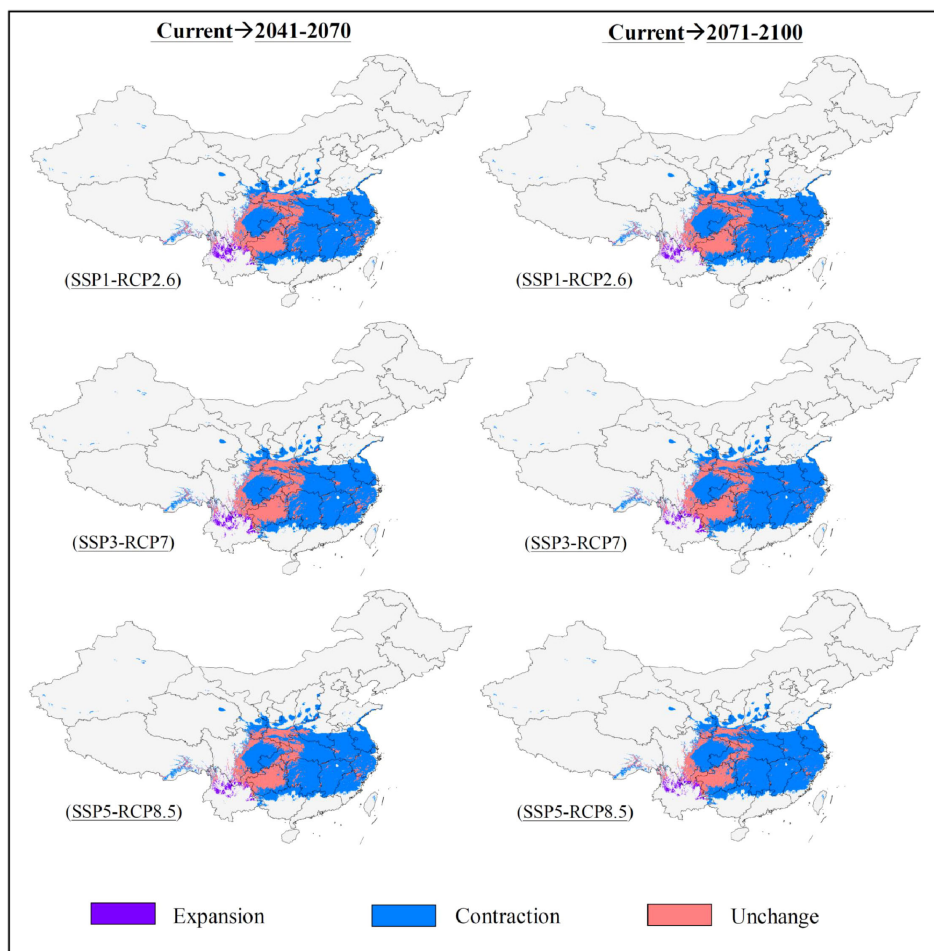 Current→2041-2070
Current→2071-2100
(SSP1-RCP2.6)
(SSP1-RCP2.6)
(SSP3-RCP7)
(SSP3-RCP7)
(SSP5-RCP8.5)
(SSP5-RCP8.5)
Expansion
Contraction
Unchange